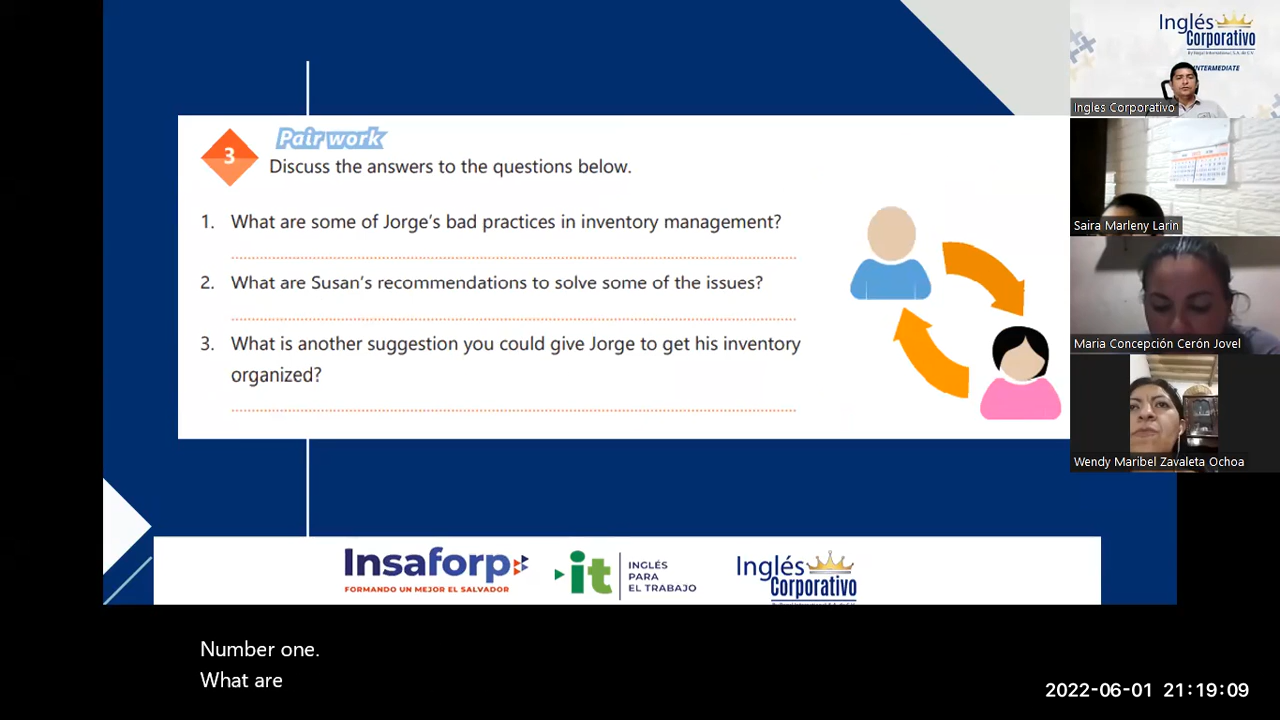 3
Pair work
Discuss the answers to the questions below.
1. What are some of Jorge's bad practices in inventory management?
2. What are Susan's recommendations to solve some of the issues?
3. What is another suggestion you could give Jorge to get his inventory
organized?
Insaforp
FORMANDO UN MEJOR EL SALVADOR
it
INGLÉS
PARA
EL TRABAJO
Inglés
Corporativo
Inglés
Corporativo
INTERMEDIATE
Ingles Corporativo
Saira Marleny Larin
Maria Concepción Cerón Jovel
Wendy Maribel Zavaleta Ochoa
Number one.
What are
2022-06-01 21:19:09